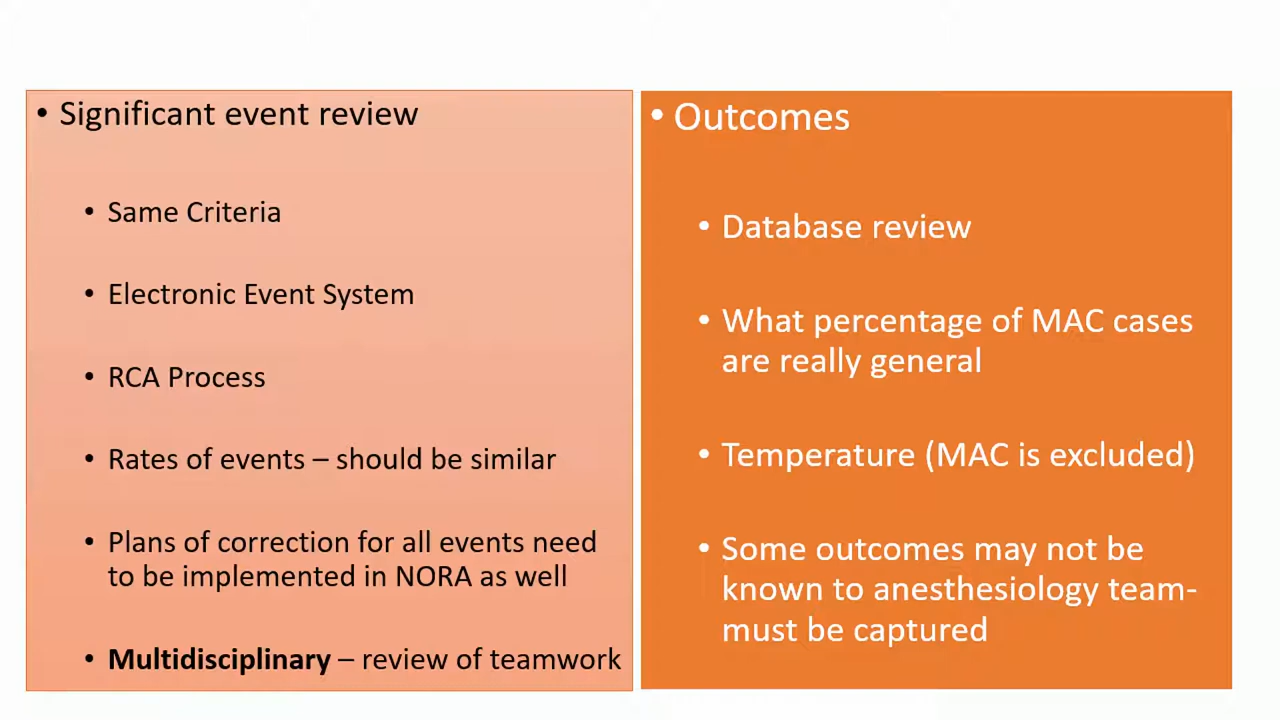 • Significant event review
• Same Criteria
• Electronic Event System
• RCA Process
• Rates of events – should be similar
• Plans of correction for all events need
to be implemented in NORA as well
• Multidisciplinary – review of teamwork
• Outcomes
• Database review
• What percentage of MAC cases
are really general
• Temperature (MAC is excluded)
• Some outcomes may not be
known to anesthesiology team-
must be captured